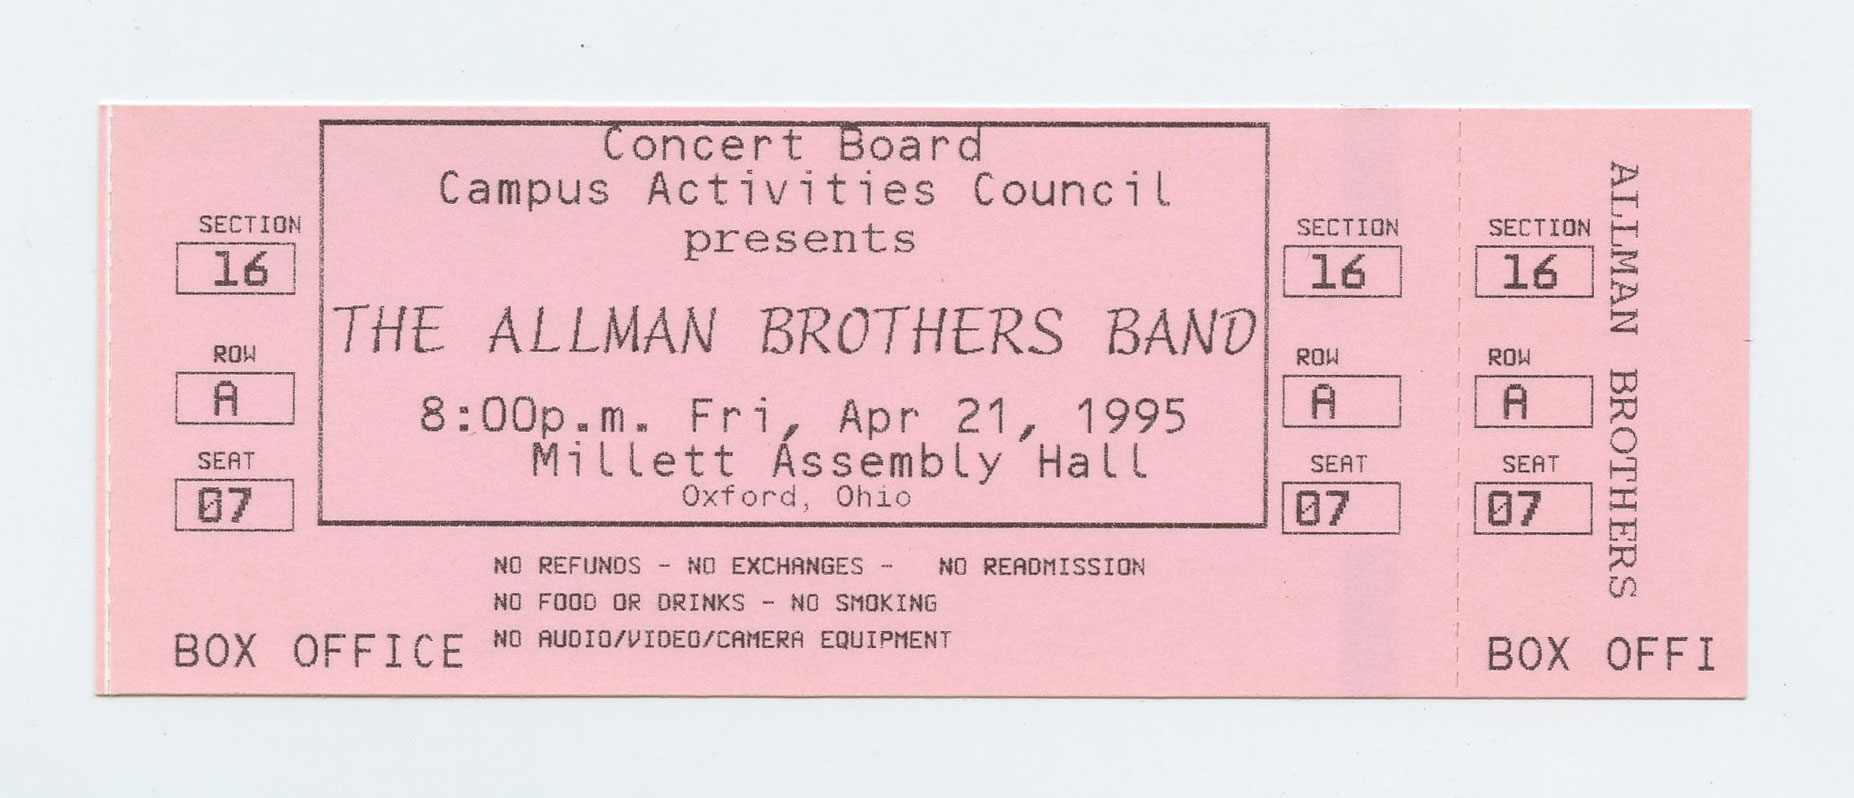 Concert Board
Campus Activities Council
presents
THE ALLMAN BROTHERS BAND
8:00p.m. Fri, Apr 21, 1995
Millett Assembly Hall
Oxford, Ohio
SECTION
16
ROW
A
SEAT
07
SECTION
16
ROW
A
SEAT
07
SECTION
16
ROW
A
SEAT
07
ALLMAN BROTHERS
NO REFUNDS - NO EXCHANGES - NO READMISSION
NO FOOD OR DRINKS - NO SMOKING
NO AUDIO/VIDEO/CAMERA EQUIPMENT
BOX OFFICE
BOX OFFI